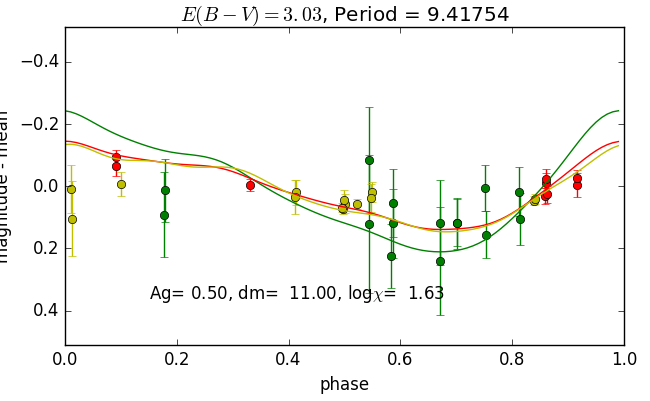 E(B − V) = 3.03, Period = 9.41754
magnitude - mean
−0.4
−0.2
0.0
0.2
0.4
Ag= 0.50, dm= 11.00, logχ= 1.63
0.0 0.2 0.4 0.6 0.8 1.0
phase